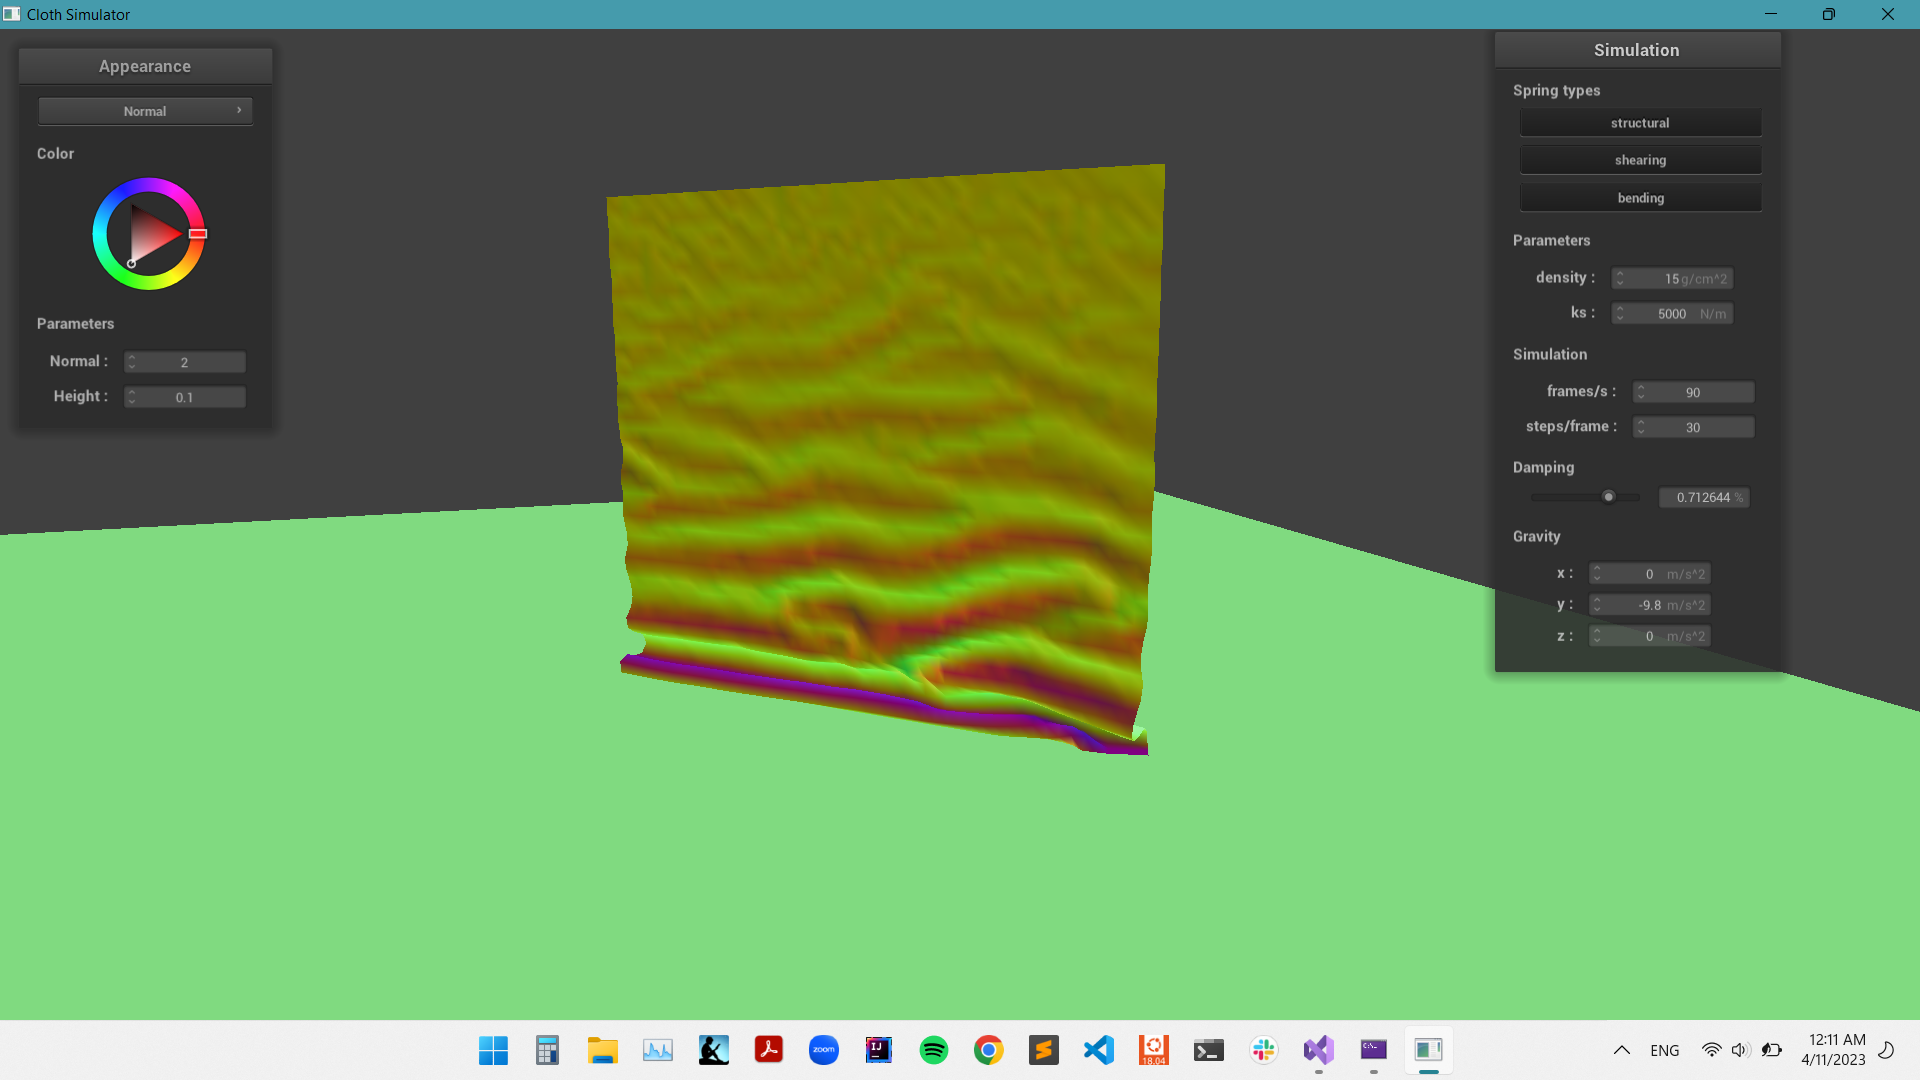 Cloth Simulator
Appearance
Normal
Color
Parameters
Normal :
2
Height :
0.1
Simulation
Spring types
structural
shearing
bending
Parameters
density :
15 g/cm^2
ks :
5000 N/m
Simulation
frames/s :
90
steps/frame :
30
Damping
0.712644 %
Gravity
x :
0 m/s^2
y :
-9.8 m/s^2
z :
0 m/s^2
zoom
IJ
18.04
ENG
12:11 AM
4/11/2023